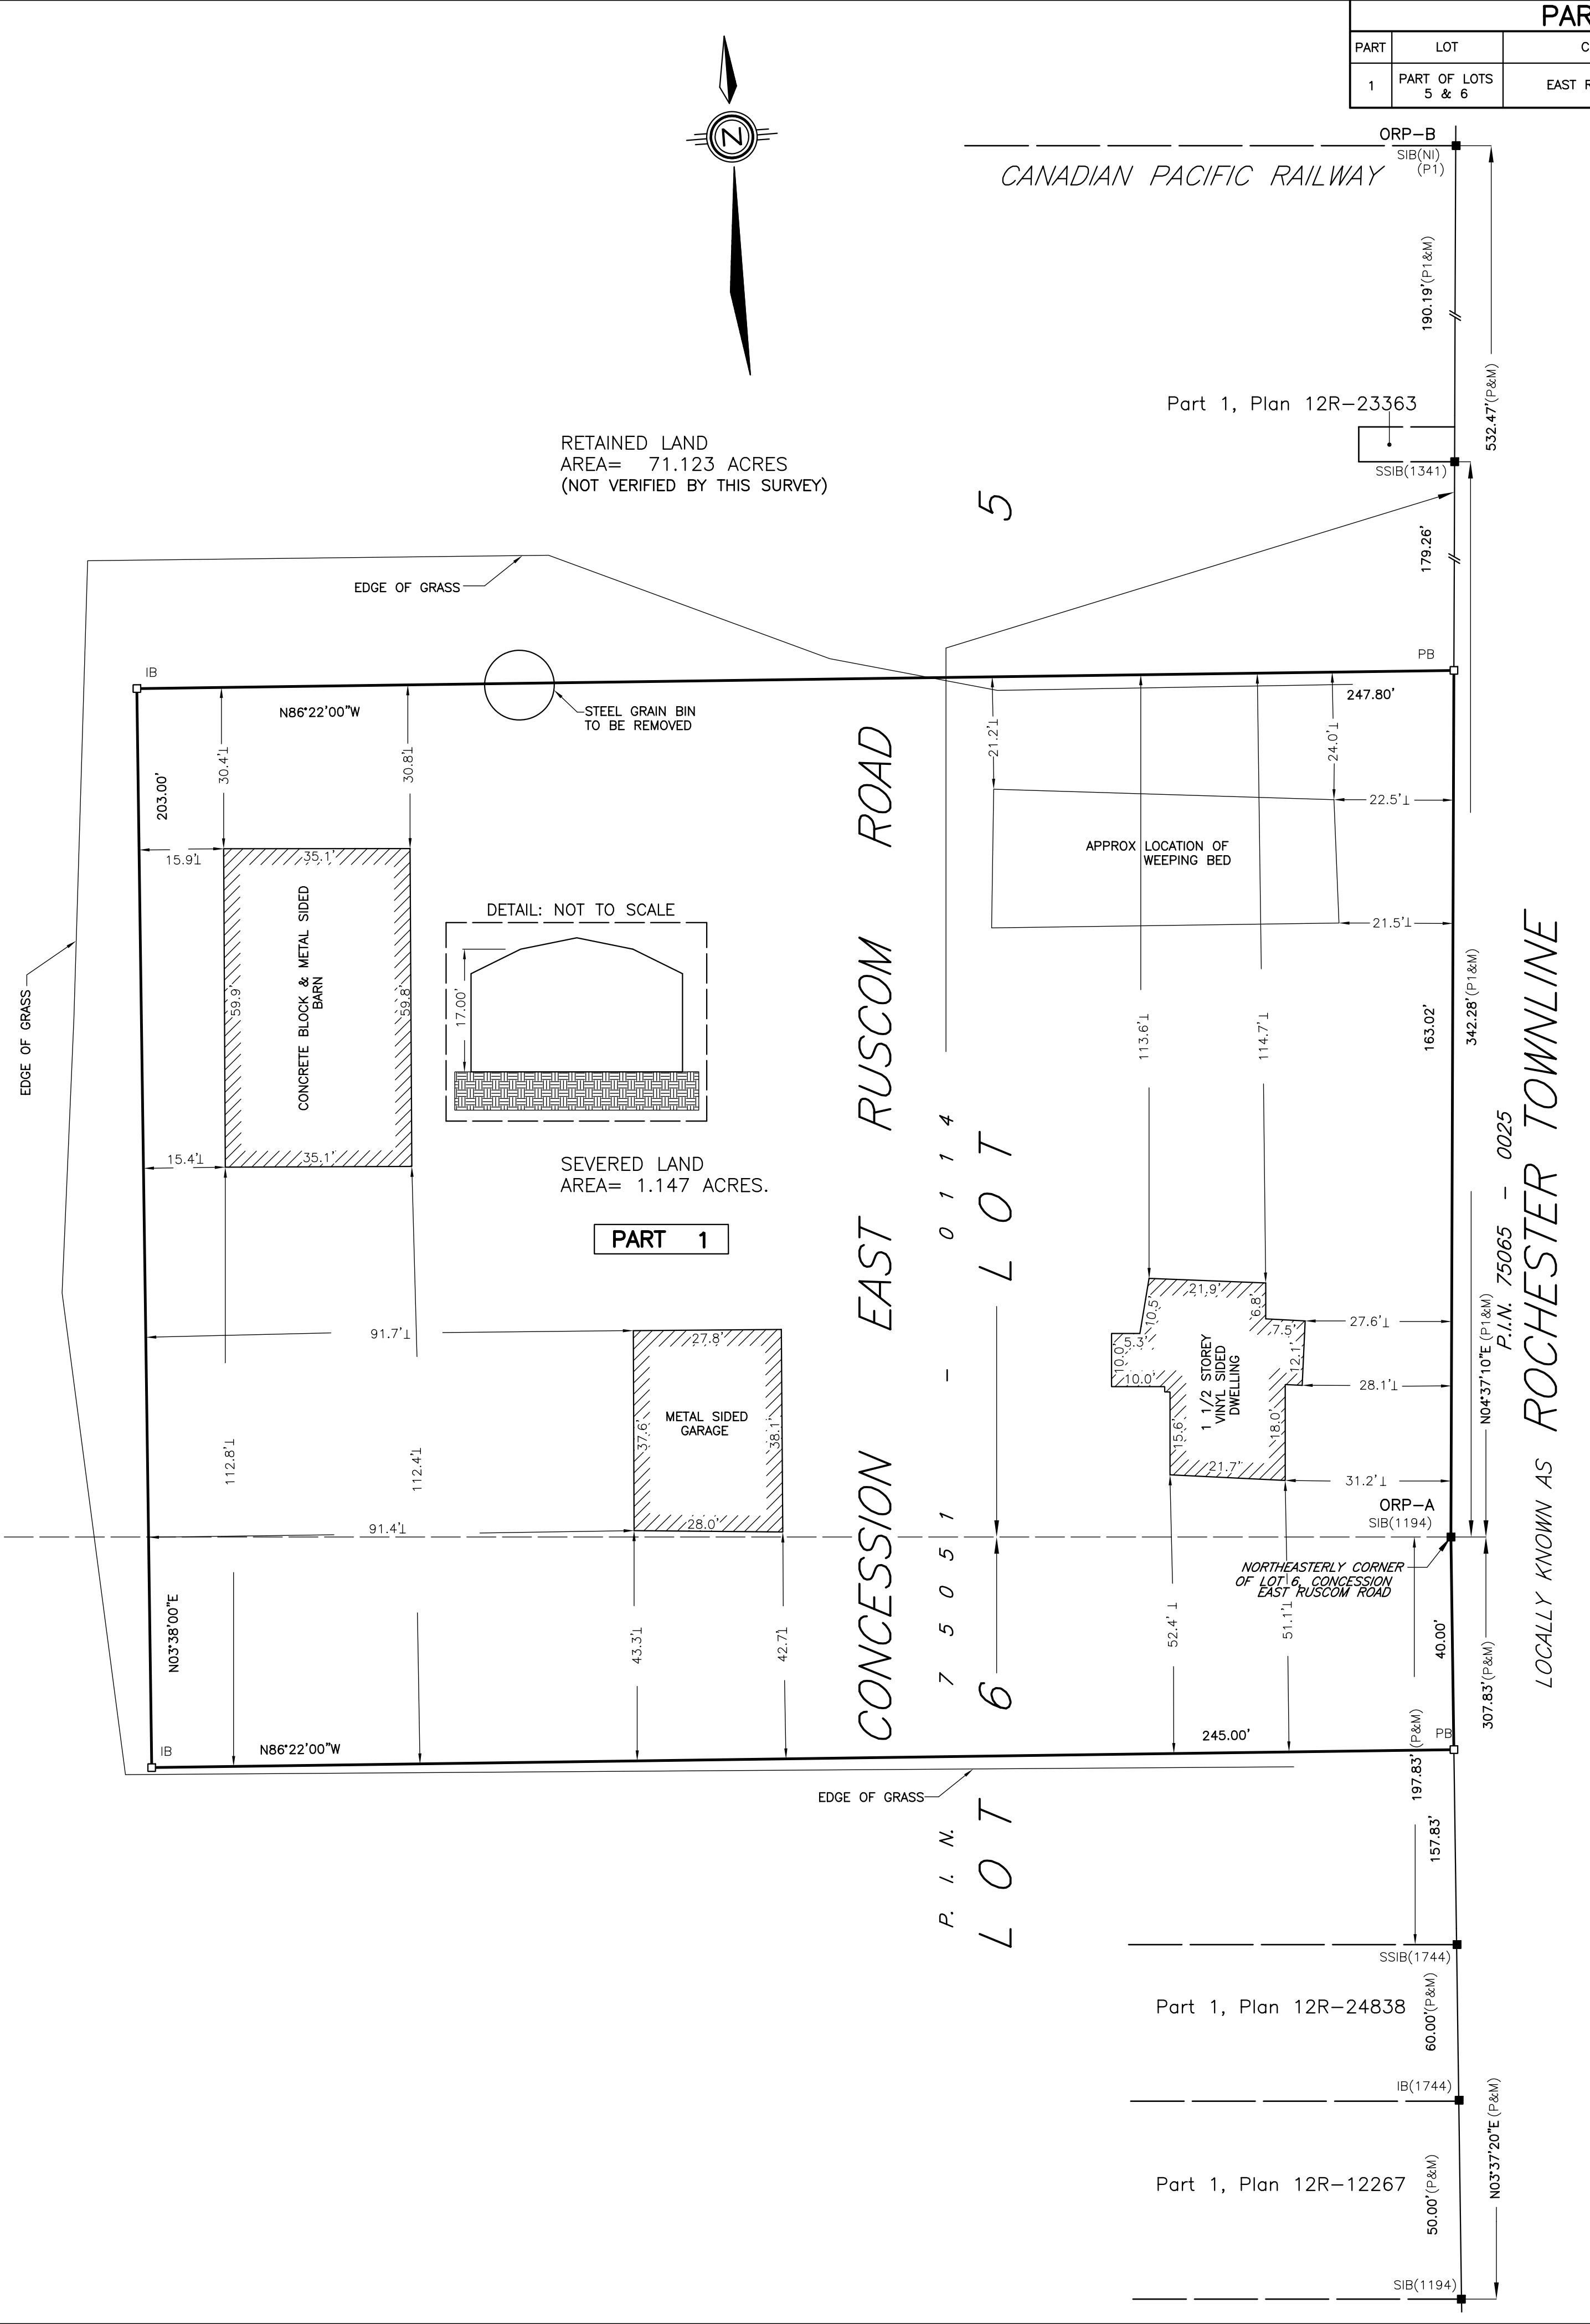 PAR
PART
LOT
C
1
PART OF LOTS
5 & 6
EAST R
N
ORP-B
SIB(NI)
(P1)
CANADIAN PACIFIC RAILWAY
190.19'(P1&M)
532.47'(P&M)
Part 1, Plan 12R-23363
SSIB(1341)
RETAINED LAND
AREA= 71.123 ACRES
(NOT VERIFIED BY THIS SURVEY)
5
179.26'
EDGE OF GRASS
IB
PB
N86°22'00"W
STEEL GRAIN BIN
TO BE REMOVED
247.80'
203.00'
30.4'⊥
30.8'⊥
21.2'⊥
24.0'⊥
22.5'⊥
15.9'⊥
35.1'
APPROX LOCATION OF
WEEPING BED
21.5'⊥
CONCRETE BLOCK & METAL SIDED
BARN
59.9'
59.8'
DETAIL: NOT TO SCALE
17.00'
EDGE OF GRASS
113.6'⊥
114.7'⊥
163.02'
342.28'(P1&M)
15.4'⊥
35.1'
SEVERED LAND
AREA= 1.147 ACRES.
PART 1
CONCESSION EAST RUSCOM ROAD
P. I. N. 75051 - 0114
LOT
P.I.N. 75065 - 0025
LOCALLY KNOWN AS ROCHESTER TOWNLINE
N04°37'10"E (P1&M)
21.9'
10.5'
6.8'
7.5'
27.6'⊥
5.3'
10.0'
12.1'
10.0'
28.1'⊥
1 1/2 STOREY
VINYL SIDED
DWELLING
15.6'
18.0'
21.7'
31.2'⊥
91.7'⊥
27.8'
METAL SIDED
GARAGE
37.6'
38.1'
28.0'
112.8'⊥
112.4'⊥
91.4'⊥
ORP-A
SIB(1194)
NORTHEASTERLY CORNER
OF LOT 6, CONCESSION
EAST RUSCOM ROAD
N03°38'00"E
43.3'⊥
42.7'⊥
52.4' ⊥
51.1'⊥
40.00'
307.83'(P&M)
6
IB
N86°22'00"W
245.00'
PB
197.83' (P&M)
EDGE OF GRASS
LOT
157.83'
SSIB(1744)
Part 1, Plan 12R-24838
60.00'(P&M)
IB(1744)
N03°37'20"E (P&M)
Part 1, Plan 12R-12267
50.00'(P&M)
SIB(1194)